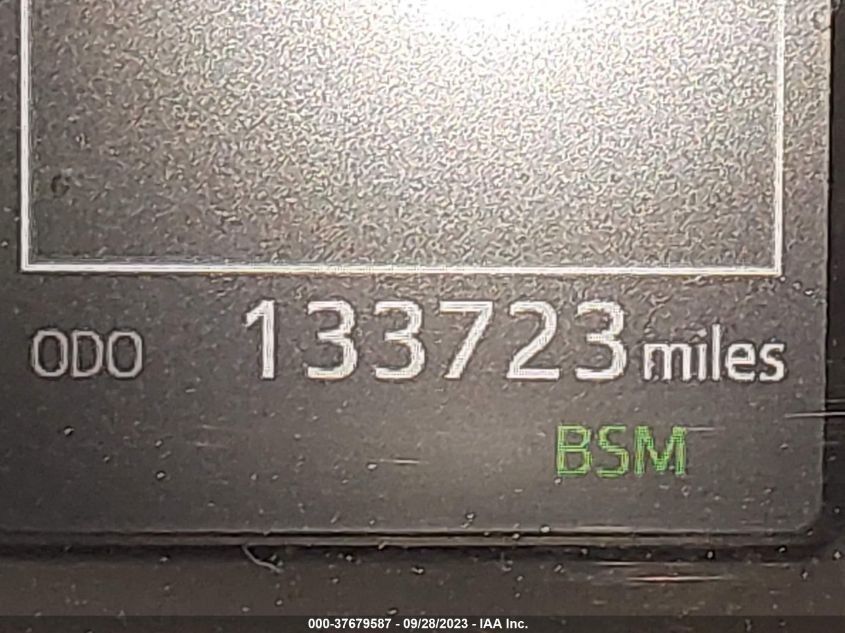 ODO 133723 miles
BSM
000-37679587 - 09/28/2023 - IAA Inc.